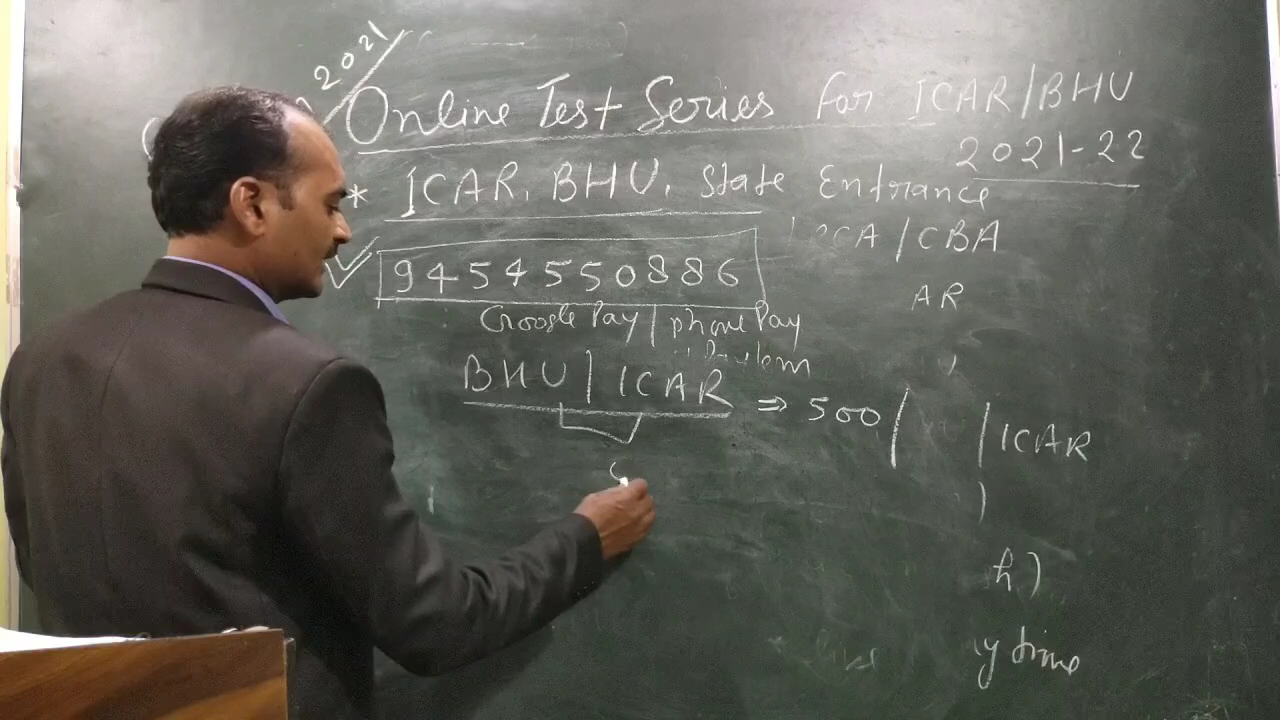 2021
Online Test Series for ICAR/BHU
2021-22
* ICAR, BHU, State Entrance
CA/CBA
9454550886
AR
Google Pay | phone Pay
BHU | ICAR ⇒ 500/
| ICAR
h)
y time